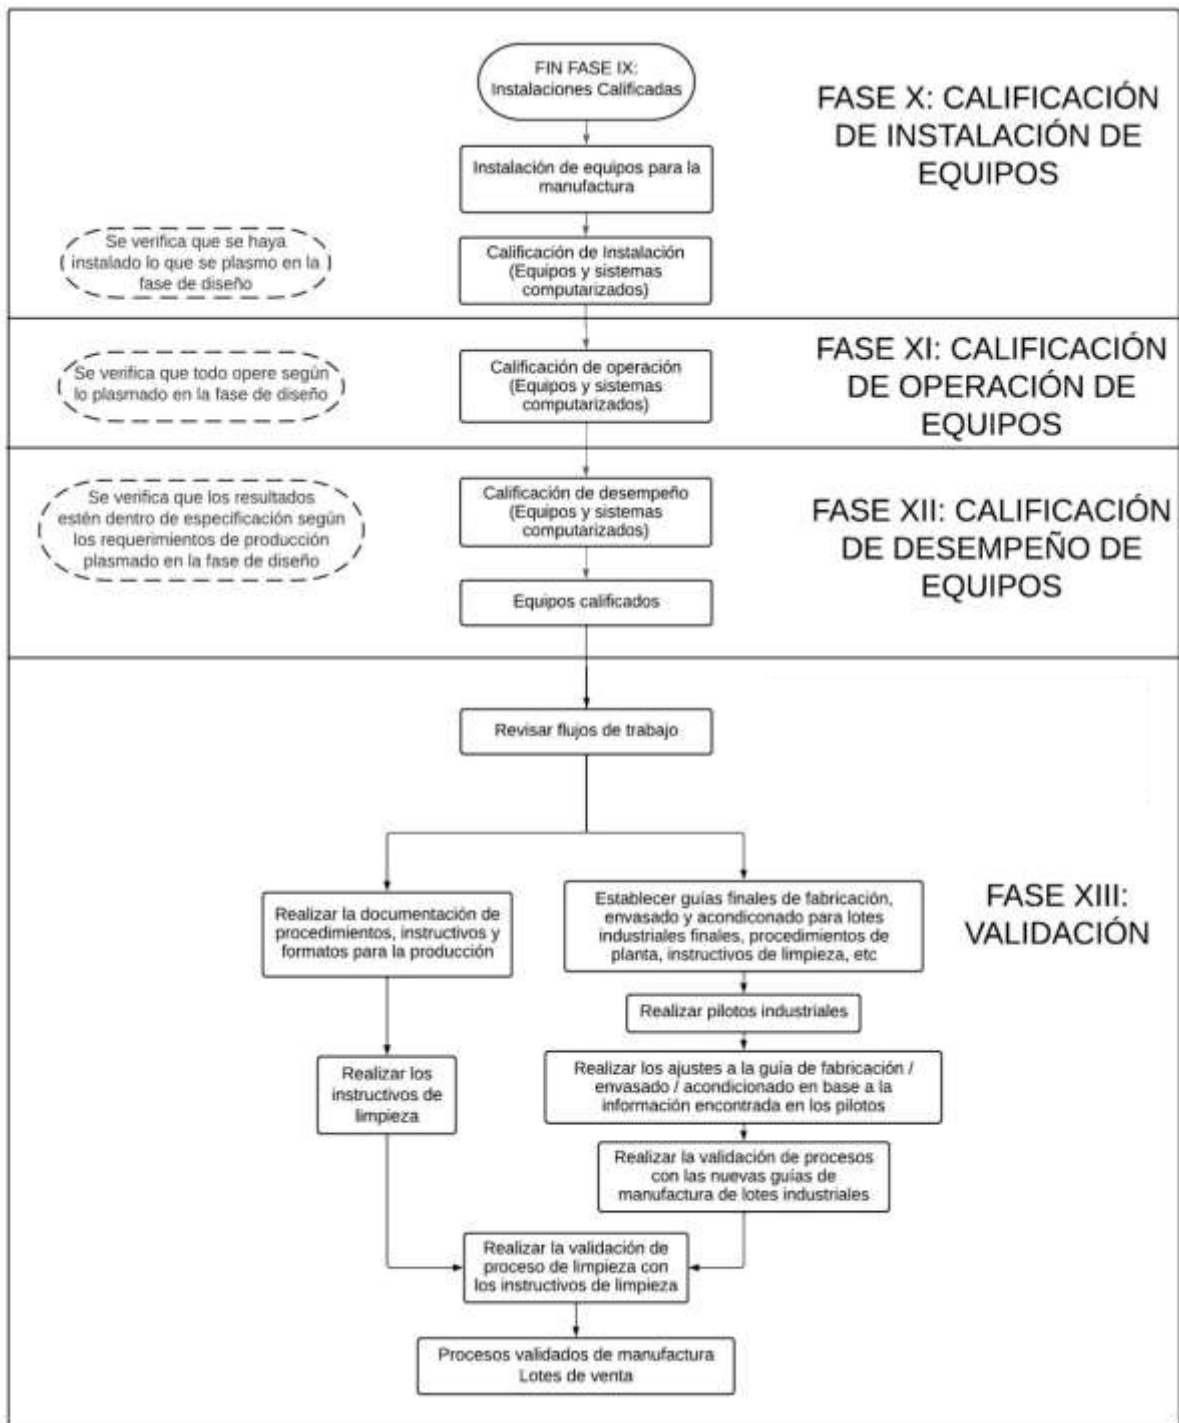 FIN FASE IX:
Instalaciones Calificadas
FASE X: CALIFICACIÓN
DE INSTALACIÓN DE
EQUIPOS
Instalación de equipos para la
manufactura
Se verifica que se haya
instalado lo que se plasmo en la
fase de diseño
Calificación de Instalación
(Equipos y sistemas
computarizados)
FASE XI: CALIFICACIÓN
DE OPERACIÓN DE
EQUIPOS
Se verifica que todo opere según
lo plasmado en la fase de diseño
Calificación de operación
(Equipos y sistemas
computarizados)
Se verifica que los resultados
estén dentro de especificación según
los requerimientos de producción
plasmado en la fase de diseño
Calificación de desempeño
(Equipos y sistemas
computarizados)
FASE XII: CALIFICACIÓN
DE DESEMPEÑO DE
EQUIPOS
Equipos calificados
Revisar flujos de trabajo
Realizar la documentación de
procedimientos, instructivos y
formatos para la producción
Establecer guías finales de fabricación,
envasado y acondiconado para lotes
industriales finales, procedimientos de
planta, instructivos de limpieza, etc
FASE XIII:
VALIDACIÓN
Realizar pilotos industriales
Realizar los
instructivos de
limpieza
Realizar los ajustes a la guía de fabricación /
envasado / acondicionado en base a la
información encontrada en los pilotos
Realizar la validación de procesos
con las nuevas guías de
manufactura de lotes industriales
Realizar la validación de
proceso de limpieza con
los instructivos de limpieza
Procesos validados de manufactura
Lotes de venta